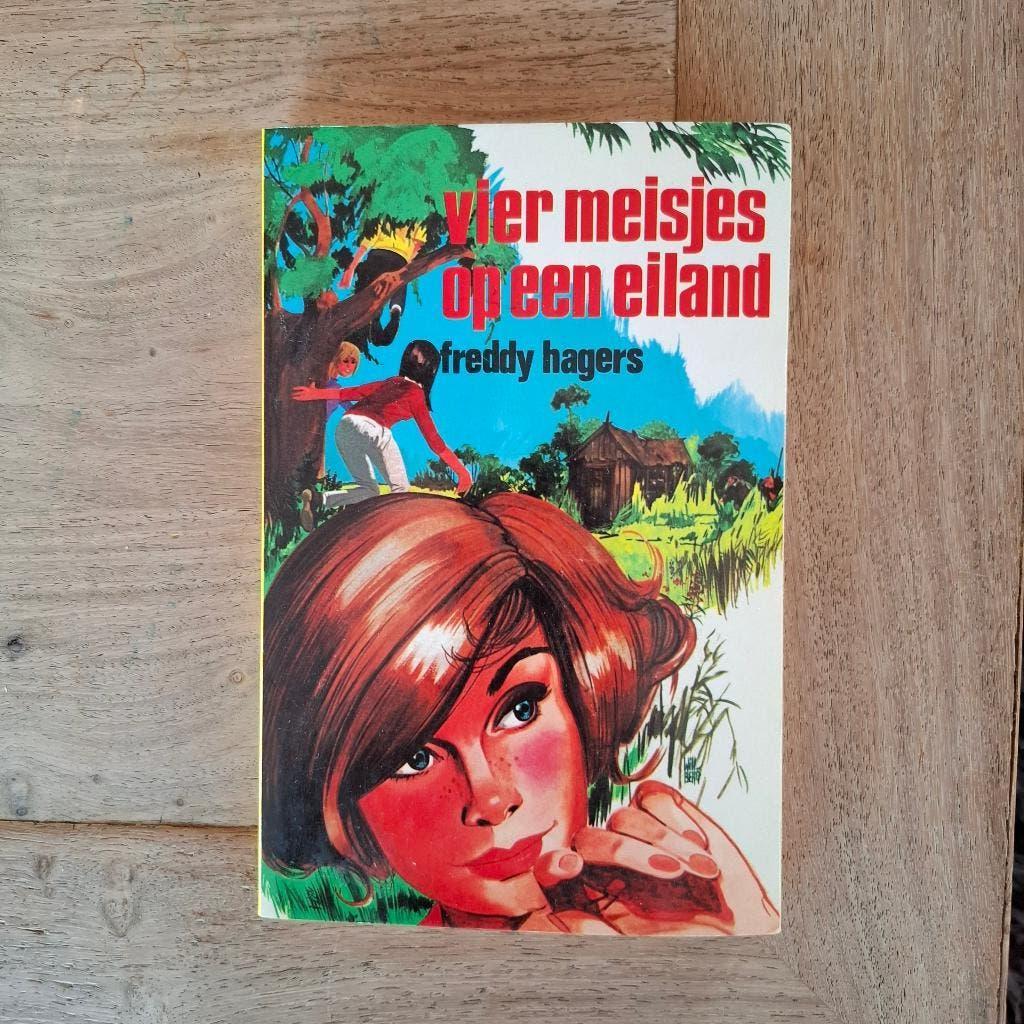 vier meisjes
op een eiland
freddy hagers